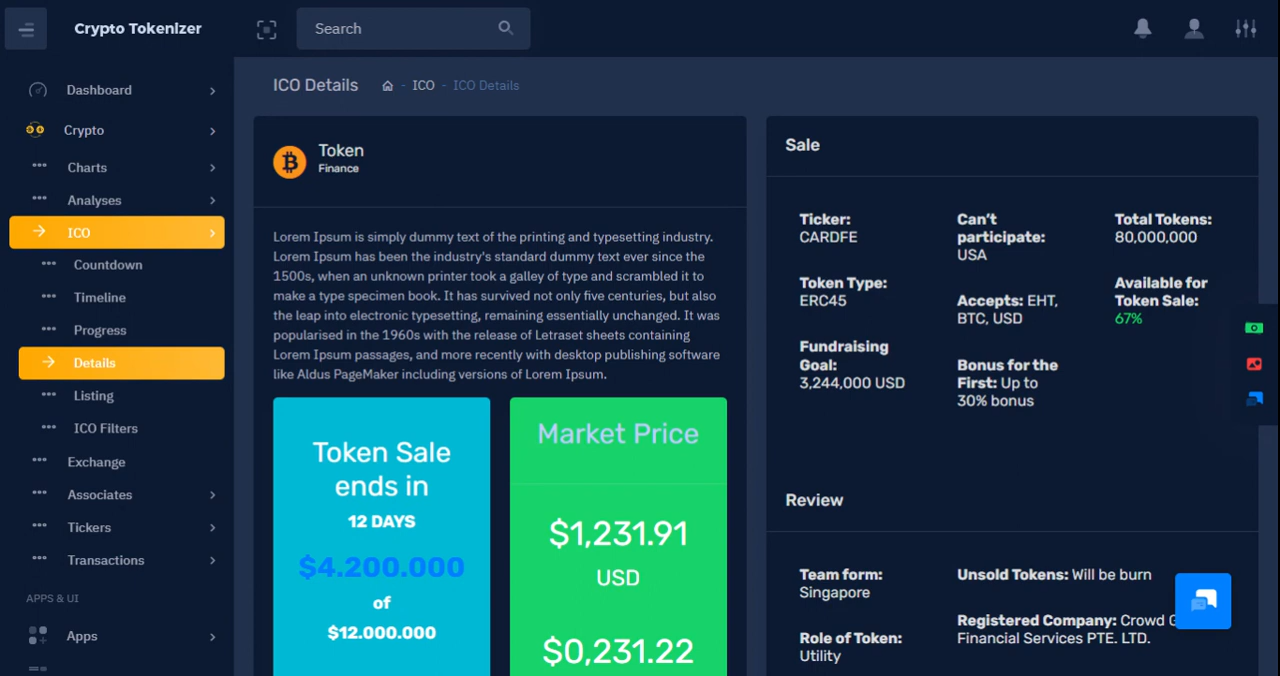 Crypto Tokenizer
Search
Dashboard
Crypto
Charts
Analyses
ICO
Countdown
Timeline
Progress
Details
Listing
ICO Filters
Exchange
Associates
Tickers
Transactions
APPS & UI
Apps
ICO Details
- ICO - ICO Details
Token
Finance
Lorem Ipsum is simply dummy text of the printing and typesetting industry.
Lorem Ipsum has been the industry's standard dummy text ever since the
1500s, when an unknown printer took a galley of type and scrambled it to
make a type specimen book. It has survived not only five centuries, but also
the leap into electronic typesetting, remaining essentially unchanged. It was
popularised in the 1960s with the release of Letraset sheets containing
Lorem Ipsum passages, and more recently with desktop publishing software
like Aldus PageMaker including versions of Lorem Ipsum.
Token Sale
ends in
12 DAYS
$4.200.000
of
$12.000.000
Market Price
$1,231.91
USD
$0,231.22
Sale
Ticker:
CARDFE
Token Type:
ERC45
Fundraising
Goal:
3,244,000 USD
Can't
participate:
USA
Accepts: EHT,
BTC, USD
Bonus for the
First: Up to
30% bonus
Total Tokens:
80,000,000
Available for
Token Sale:
67%
Review
Team form:
Singapore
Role of Token:
Utility
Unsold Tokens: Will be burn
Registered Company: Crowd
Financial Services PTE. LTD.